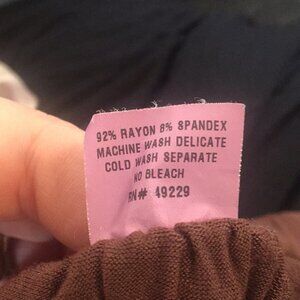 92% RAYON 8% SPANDEX
MACHINE WASH DELICATE
COLD WASH SEPARATE
NO BLEACH
RN# 49229